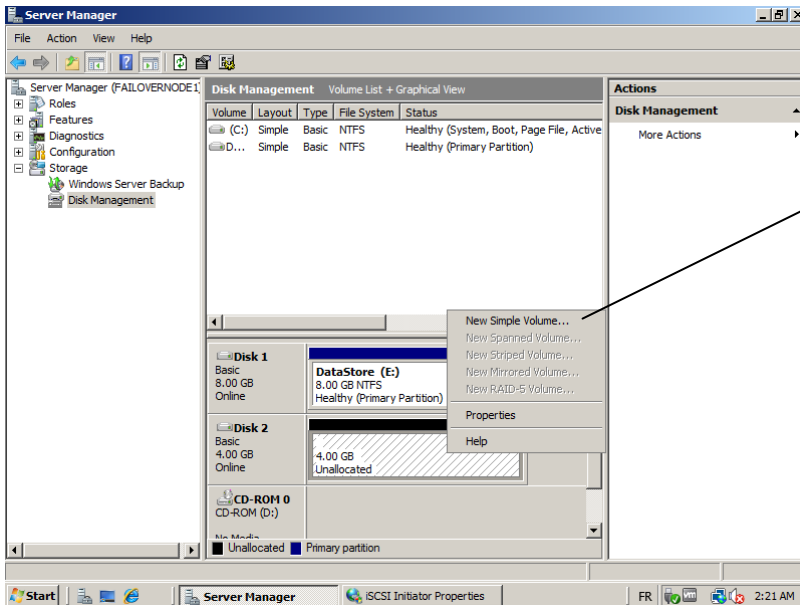 Server Manager
File Action View Help
Server Manager (FAILOVERNODE1
Roles
Features
Diagnostics
Configuration
Storage
Windows Server Backup
Disk Management
Disk Management Volume List + Graphical View
Volume Layout Type File System Status
(C:) Simple Basic NTFS Healthy (System, Boot, Page File, Active
D... Simple Basic NTFS Healthy (Primary Partition)
Actions
Disk Management
More Actions
New Simple Volume...
New Spanned Volume...
New Striped Volume...
New Mirrored Volume...
New RAID-5 Volume...
Properties
Help
Disk 1
Basic
8.00 GB
Online
DataStore (E:)
8.00 GB NTFS
Healthy (Primary Partition)
Disk 2
Basic
4.00 GB
Online
4.00 GB
Unallocated
CD-ROM 0
CD-ROM (D:)
No Media
Unallocated Primary partition
Start Server Manager iSCSI Initiator Properties FR 2:21 AM